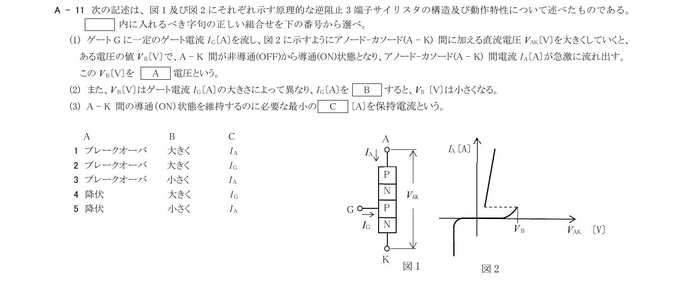 A - 11 次の記述は、図1及び図2にそれぞれ示す原理的な逆阻止3端子サイリスタの構造及び動作特性について述べたものである。
内に入れるべき字句の正しい組合せを下の番号から選べ。
(1) ゲートGに一定のゲート電流 IG[A]を流し、図2に示すようにアノード-カソード(A-K) 間に加える直流電圧 VAK[V]を大きくしていくと、
ある電圧の値 VB[V]で、A-K 間が非導通(OFF)から導通(ON)状態となり、アノード-カソード(A-K) 間電流 IA[A]が急激に流れ出す。
この VB[V]を A 電圧という。
(2) また、VB[V]はゲート電流 IG[A]の大きさによって異なり、IG[A]を B すると、VB [V]は小さくなる。
(3) A-K 間の導通(ON)状態を維持するのに必要な最小の C [A]を保持電流という。
A B C
1 ブレークオーバ 大きく IA
2 ブレークオーバ 大きく IG
3 ブレークオーバ 小さく IA
4 降伏 大きく IG
5 降伏 小さく IA
A
IA
P
N
P
N
G
IG
VAK
K
図1
IA [A]
VB
VAK [V]
図2